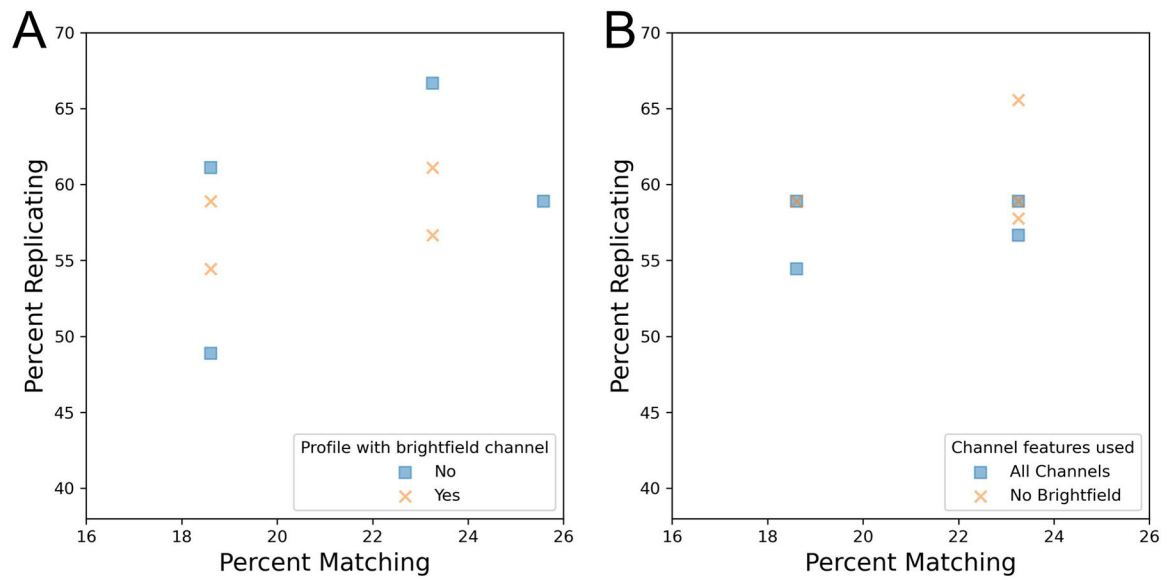 A
70
65
60
55
50
45
40
Percent Replicating
Profile with brightfield channel
No
Yes
16 18 20 22 24 26
Percent Matching
B
70
65
60
55
50
45
40
Percent Replicating
Channel features used
All Channels
No Brightfield
16 18 20 22 24 26
Percent Matching